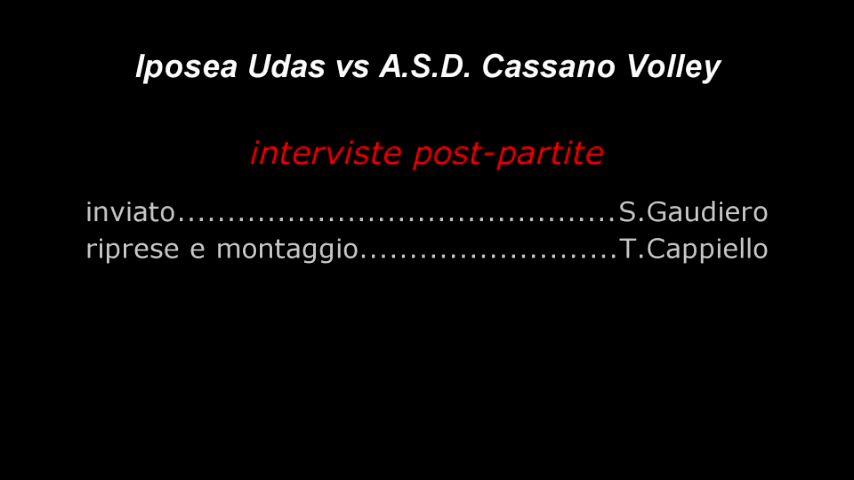 Iposea Udas vs A.S.D. Cassano Volley
interviste post-partite
inviato...........................................S.Gaudiero
riprese e montaggio..........................T.Cappiello